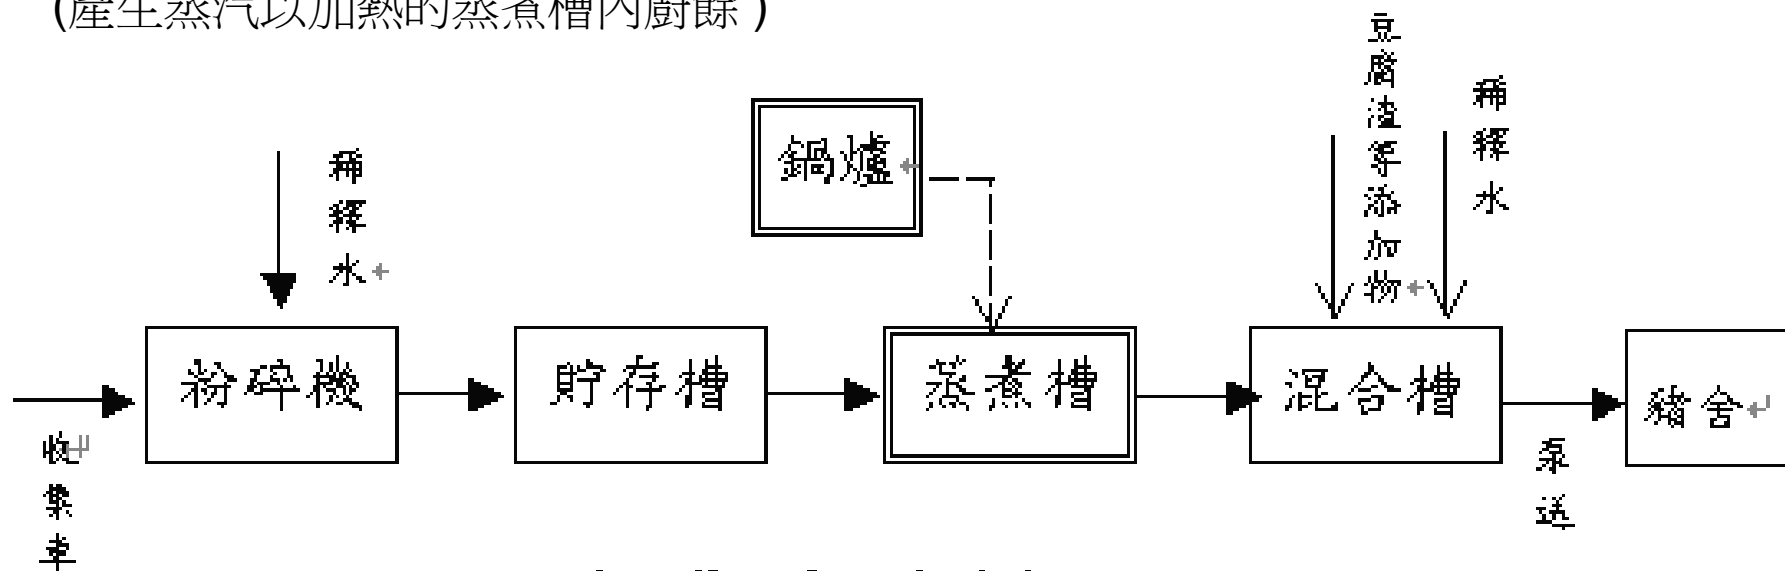 (產生蒸汽以加熱的蒸煮槽內廚餘)
豆腐渣等添加物
稀釋水
鍋爐
稀釋水
粉碎機
貯存槽
蒸煮槽
混合槽
豬舍
收集車
泵送